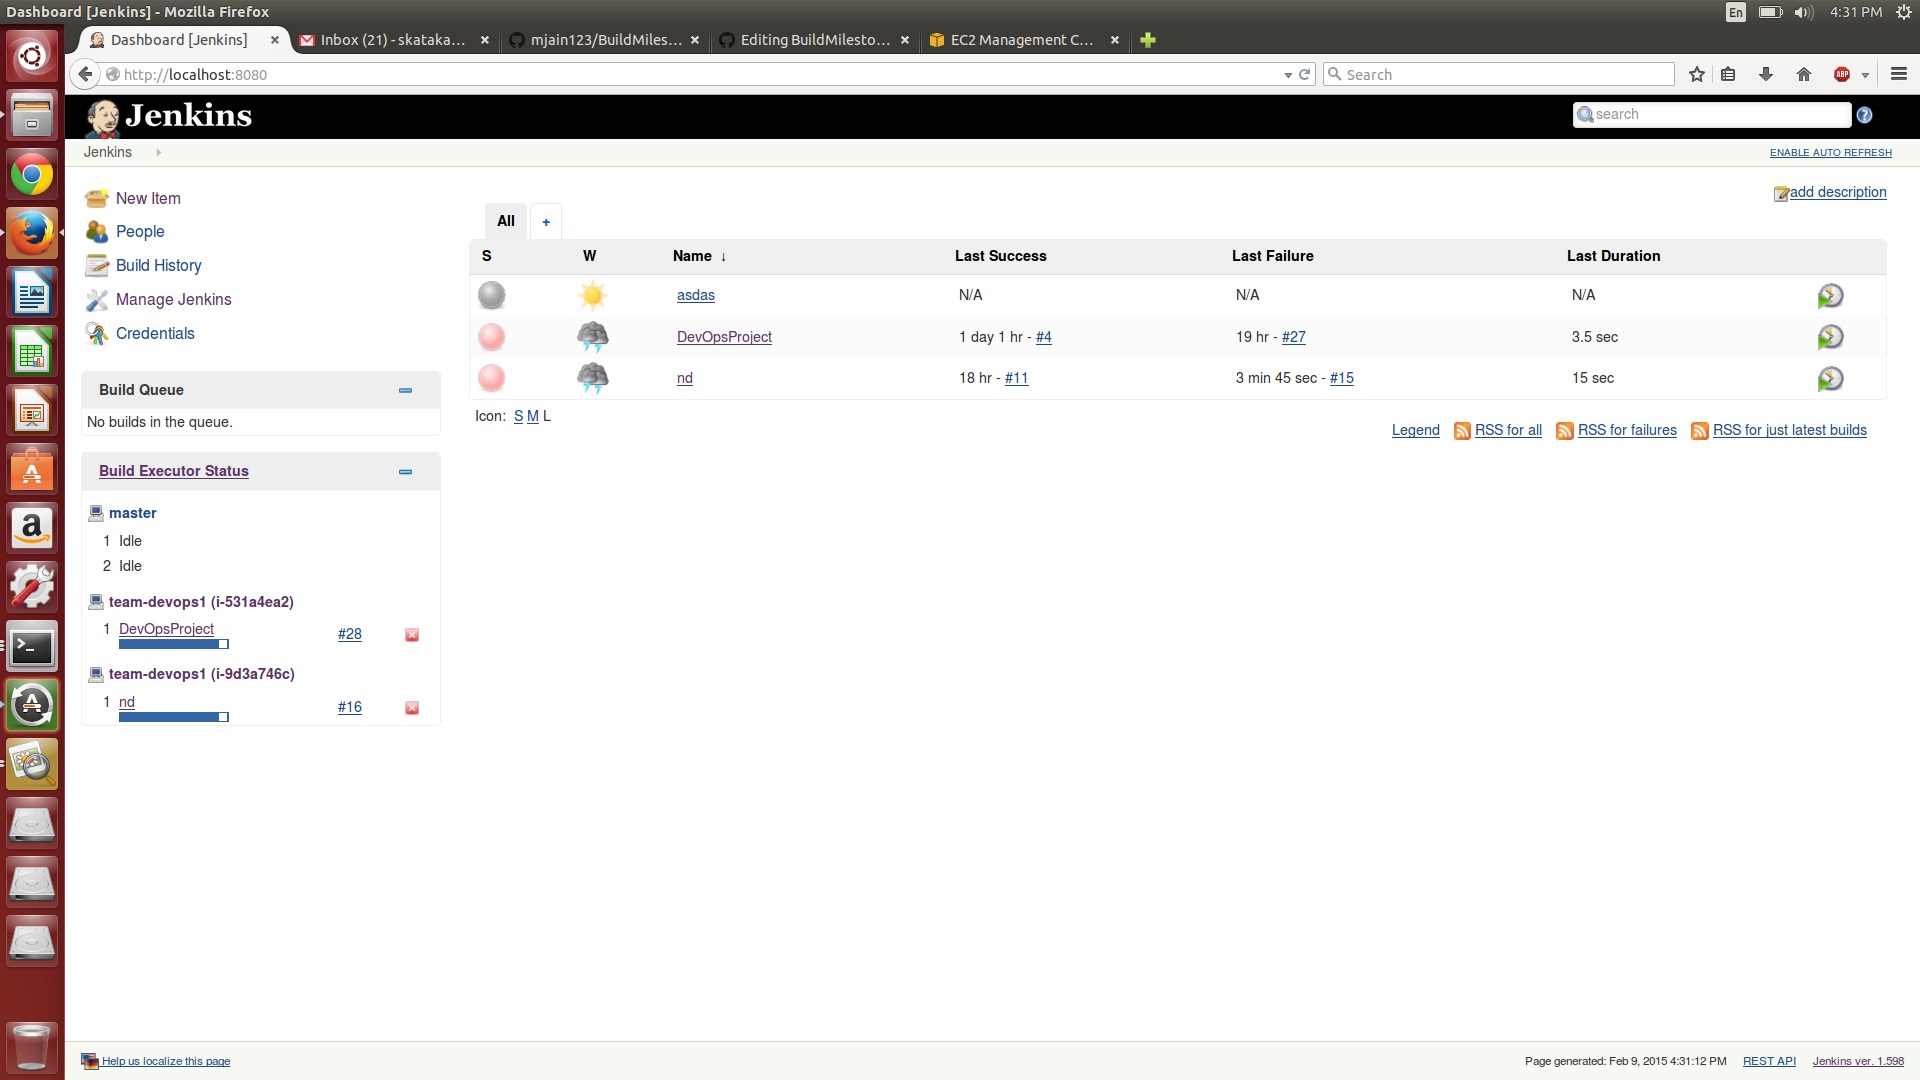 Dashboard [Jenkins] - Mozilla Firefox
En 4:31 PM
Dashboard [Jenkins] Inbox (21) - skataka... mjain123/BuildMiles... Editing BuildMilesto... EC2 Management C...
http://localhost:8080 Search ABP
Jenkins search ?
Jenkins ENABLE AUTO REFRESH
add description
New Item
People
Build History
Manage Jenkins
Credentials
All +
S W Name ↓ Last Success Last Failure Last Duration
asdas N/A N/A N/A
DevOpsProject 1 day 1 hr - #4 19 hr - #27 3.5 sec
nd 18 hr - #11 3 min 45 sec - #15 15 sec
Icon: S M L
Legend RSS for all RSS for failures RSS for just latest builds
Build Queue
No builds in the queue.
Build Executor Status
master
1 Idle
2 Idle
team-devops1 (i-531a4ea2)
1 DevOpsProject #28
team-devops1 (i-9d3a746c)
1 nd #16
Help us localize this page Page generated: Feb 9, 2015 4:31:12 PM REST API Jenkins ver. 1.598